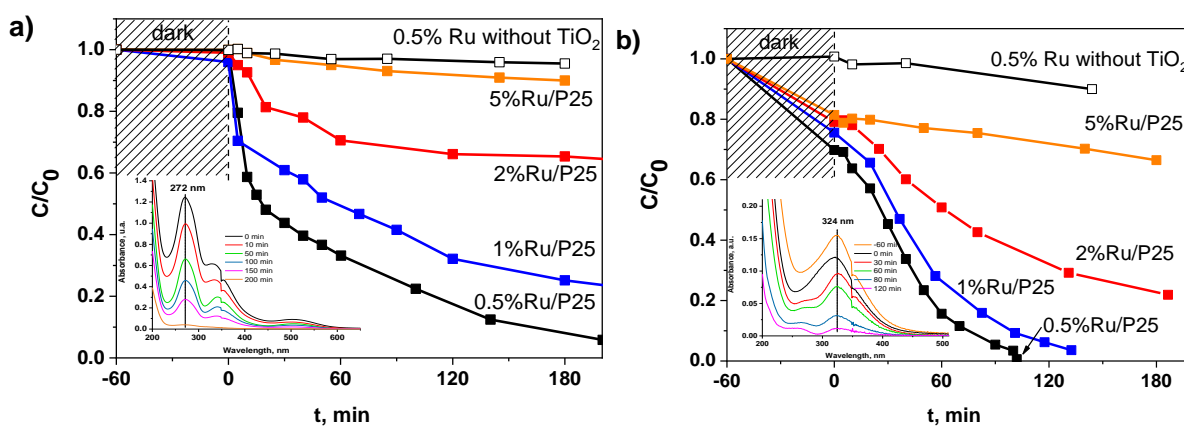 a)
dark
0.5% Ru without TiO₂
5%Ru/P25
2%Ru/P25
1%Ru/P25
0.5%Ru/P25
1.0
0.8
0.6
0.4
0.2
0.0
C/C₀
-60
0
60
120
180
t, min
272 nm
1.4
1.2
1.0
0.8
0.6
0.4
0.2
0.0
Absorbance, u.a.
0 min
10 min
50 min
100 min
150 min
200 min
200
300
400
500
600
Wavelength, nm
b)
dark
0.5% Ru without TiO₂
5%Ru/P25
2%Ru/P25
1%Ru/P25
0.5%Ru/P25
1.0
0.8
0.6
0.4
0.2
0.0
C/C₀
-60
0
60
120
180
t, min
324 nm
0.20
0.15
0.10
0.05
0.00
Absorbance, a.u.
-60 min
0 min
30 min
60 min
80 min
120 min
200
300
400
500
Wavelength, nm